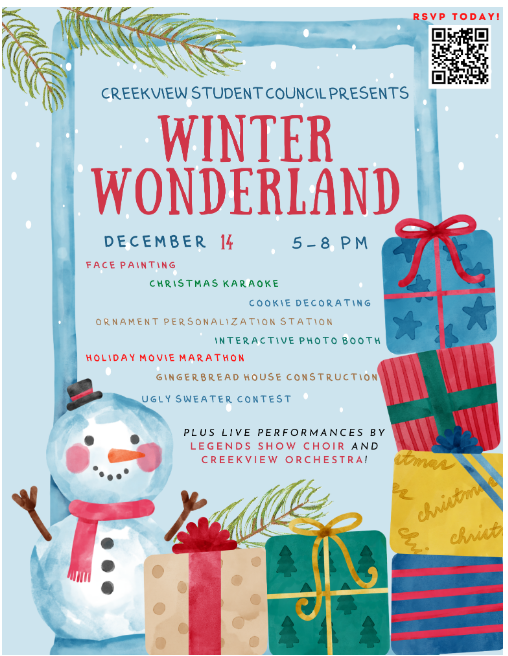 RSVP TODAY!
CREEKVIEW STUDENT COUNCIL PRESENTS
WINTER
WONDERLAND
DECEMBER 14 5-8 PM
FACE PAINTING
CHRISTMAS KARAOKE
COOKIE DECORATING
ORNAMENT PERSONALIZATION STATION
INTERACTIVE PHOTO BOOTH
HOLIDAY MOVIE MARATHON
GINGERBREAD HOUSE CONSTRUCTION
UGLY SWEATER CONTEST
PLUS LIVE PERFORMANCES BY
LEGENDS SHOW CHOIR AND
CREEKVIEW ORCHESTRA!
christmas
christmas